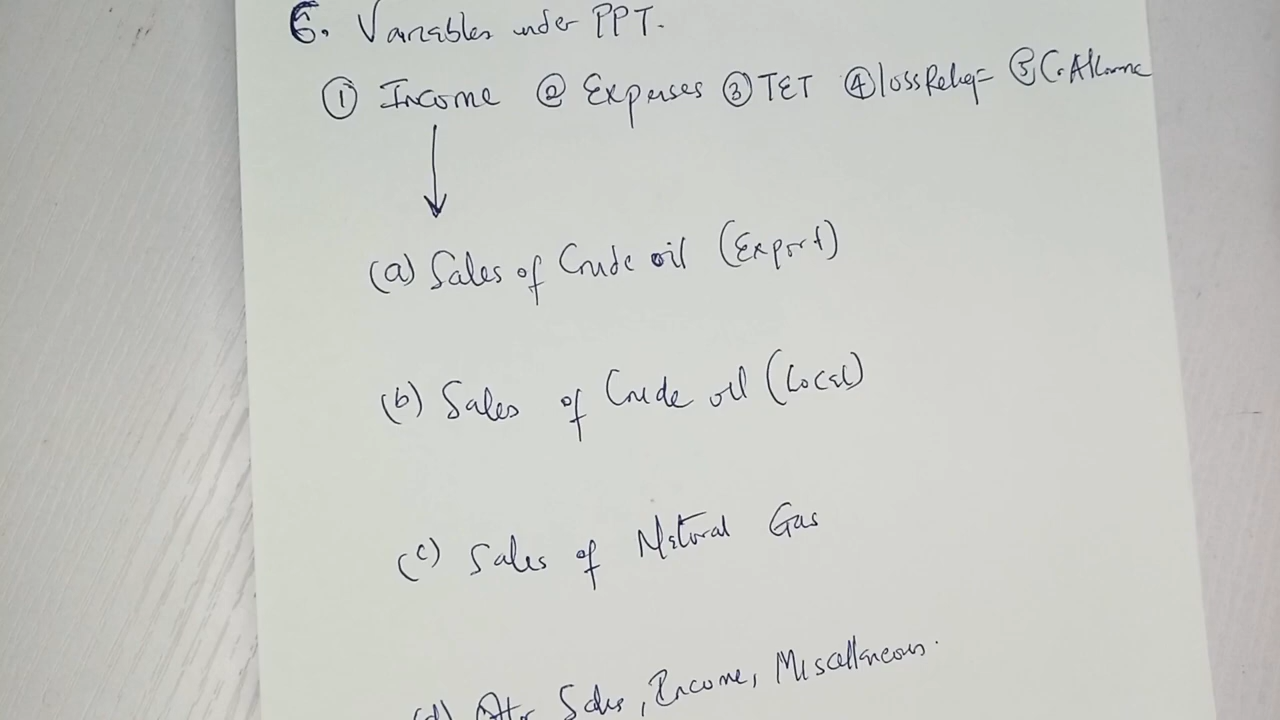 6. Variables under PPT.
① Income ② Expenses ③ TET ④ loss Relief ⑤ C. Allowance
(a) Sales of Crude oil (Export)
(b) Sales of Crude oil (Local)
(c) Sales of Natural Gas
(d) Other Sales, Income, Miscellaneous.